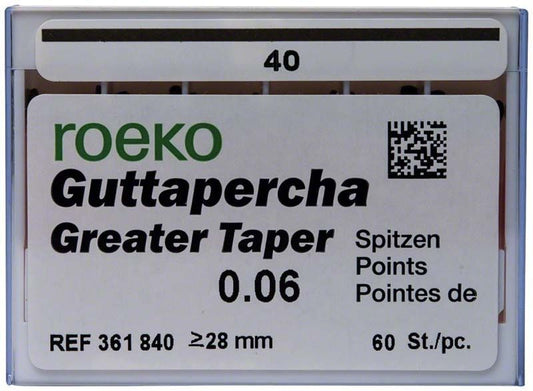 40
roeko
Guttapercha
Greater Taper
0.06
Spitzen
Points
Pointes de
REF 361 840 ≥28 mm 60 St./pc.